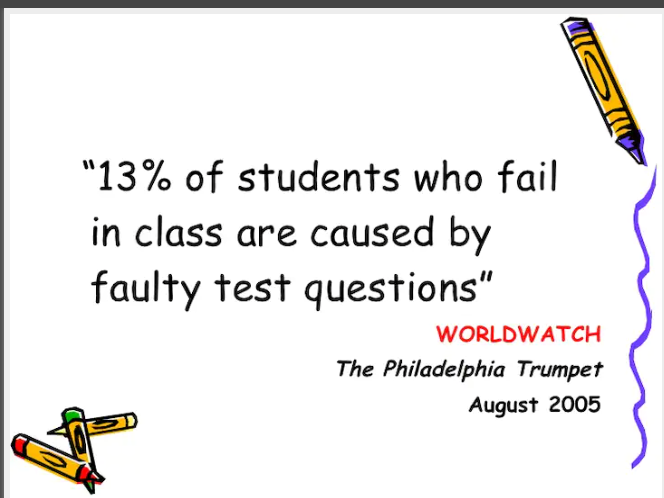 “13% of students who fail
in class are caused by
faulty test questions”
WORLDWATCH
The Philadelphia Trumpet
August 2005